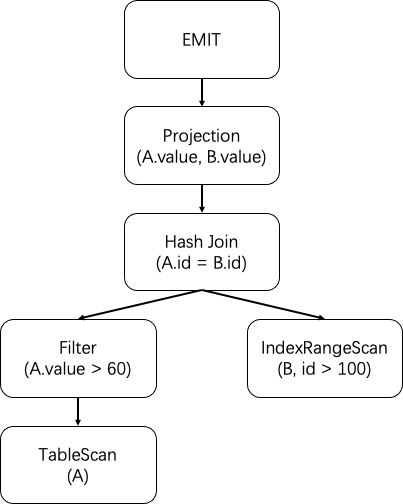 EMIT
Projection
(A.value, B.value)
Hash Join
(A.id = B.id)
Filter
(A.value > 60)
IndexRangeScan
(B, id > 100)
TableScan
(A)